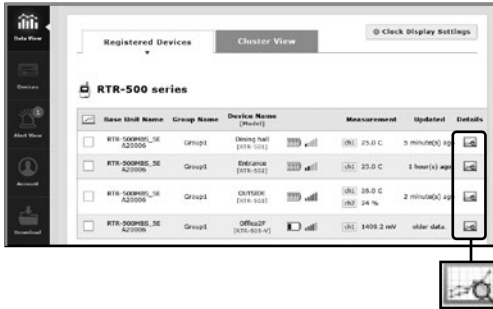 Data View
Devices
Alert View
Account
Download
Registered Devices
Cluster View
Clock Display Settings
RTR-500 series
Base Unit Name Group Name Device Name Measurement Updated Details
[Model]
RTR-500MBS_SE Dining hall
A20006 Group1 [RTR-501] ch1 25.0 C 5 minute(s) ago
RTR-500MBS_SE Entrance
A20006 Group1 [RTR-502] ch1 25.0 C 1 hour(s) ago
RTR-500MBS_SE OUTSIDE ch1 26.0 C
A20006 Group1 [RTR-503] ch2 34 % 2 minute(s) ago
RTR-500MBS_SE Office2F
A20006 Group1 ch1 1409.2 mV older data